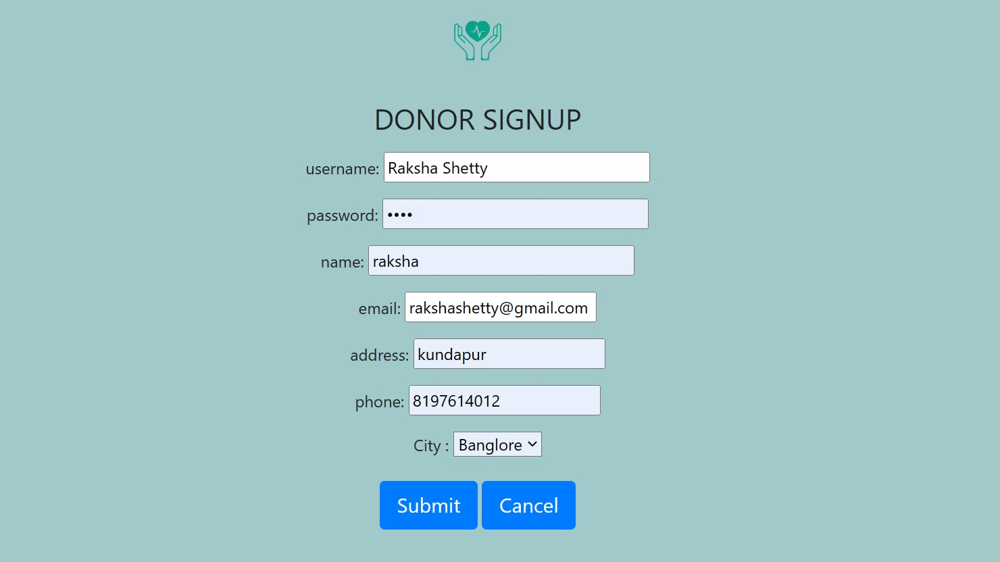 DONOR SIGNUP
username: Raksha Shetty
password: ••••
name: raksha
email: rakshashetty@gmail.com
address: kundapur
phone: 8197614012
City : Banglore
Submit Cancel